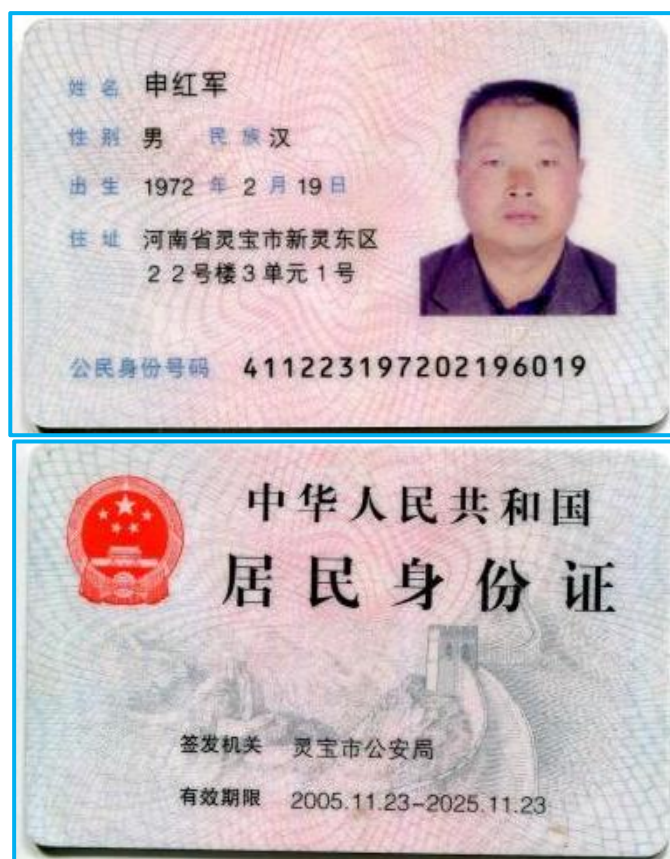 姓名 申红军
性别 男 民族 汉
出生 1972 年 2 月 19 日
住址 河南省灵宝市新灵东区
22号楼3单元1号
公民身份号码 411223197202196019
中华人民共和国
居民身份证
签发机关 灵宝市公安局
有效期限 2005.11.23-2025.11.23